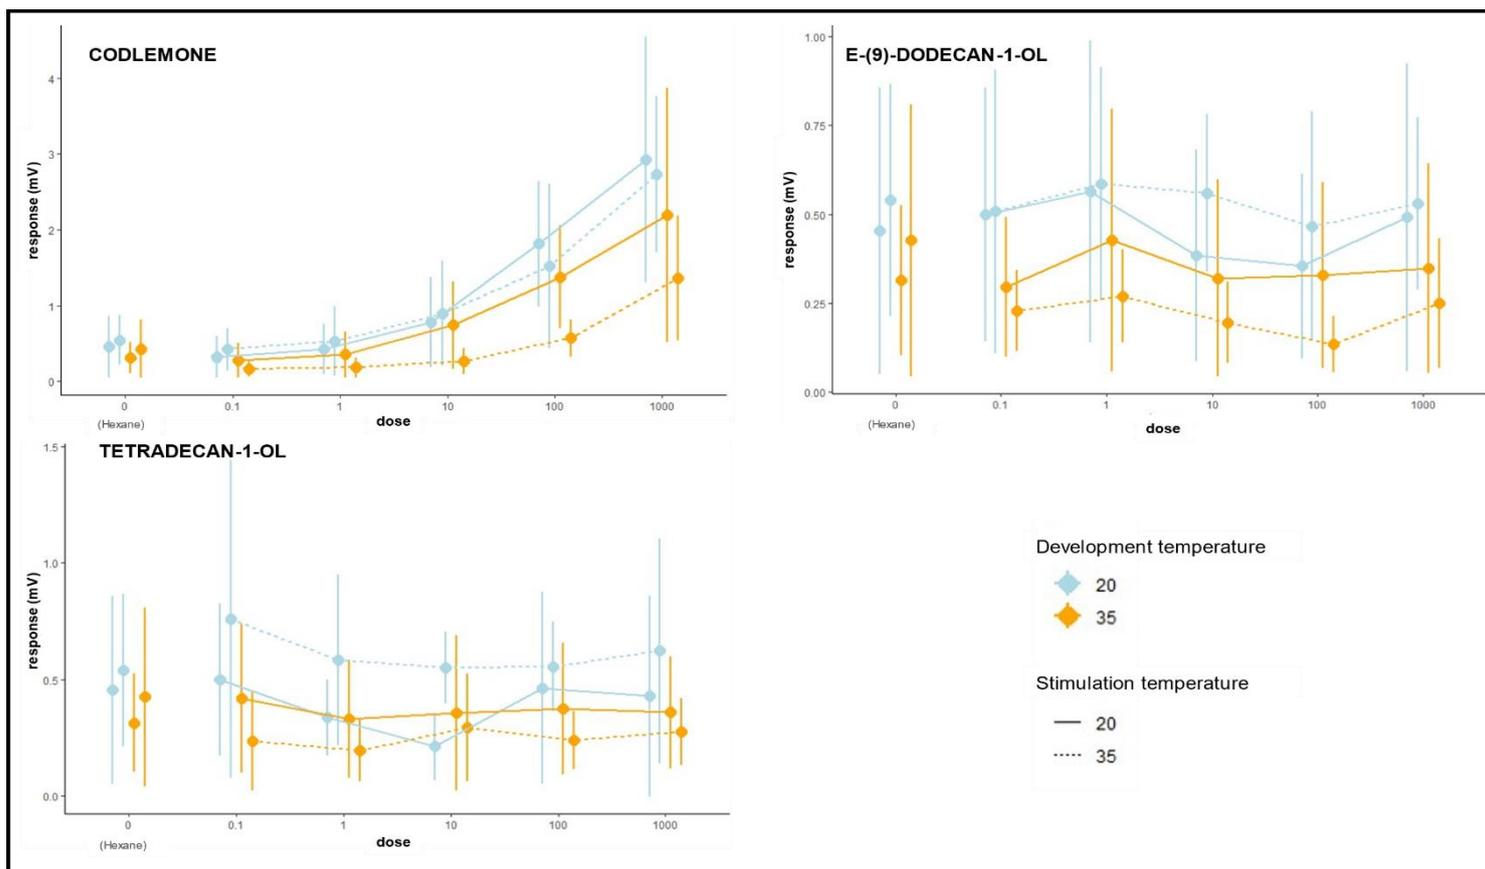 CODLEMONE
4
3
2
1
0
response (mV)
0
0.1
1
10
100
1000
(Hexane)
dose
E-(9)-DODECAN-1-OL
1.00
0.75
0.50
0.25
0.00
response (mV)
0
0.1
1
10
100
1000
(Hexane)
dose
TETRADECAN-1-OL
1.5
1.0
0.5
0.0
response (mV)
0
0.1
1
10
100
1000
(Hexane)
dose
Development temperature
20
35
Stimulation temperature
20
35